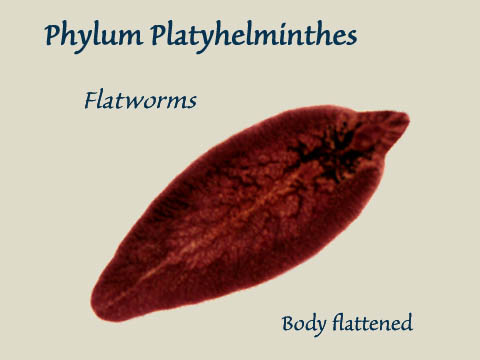 Phylum Platyhelminthes
Flatworms
Body flattened